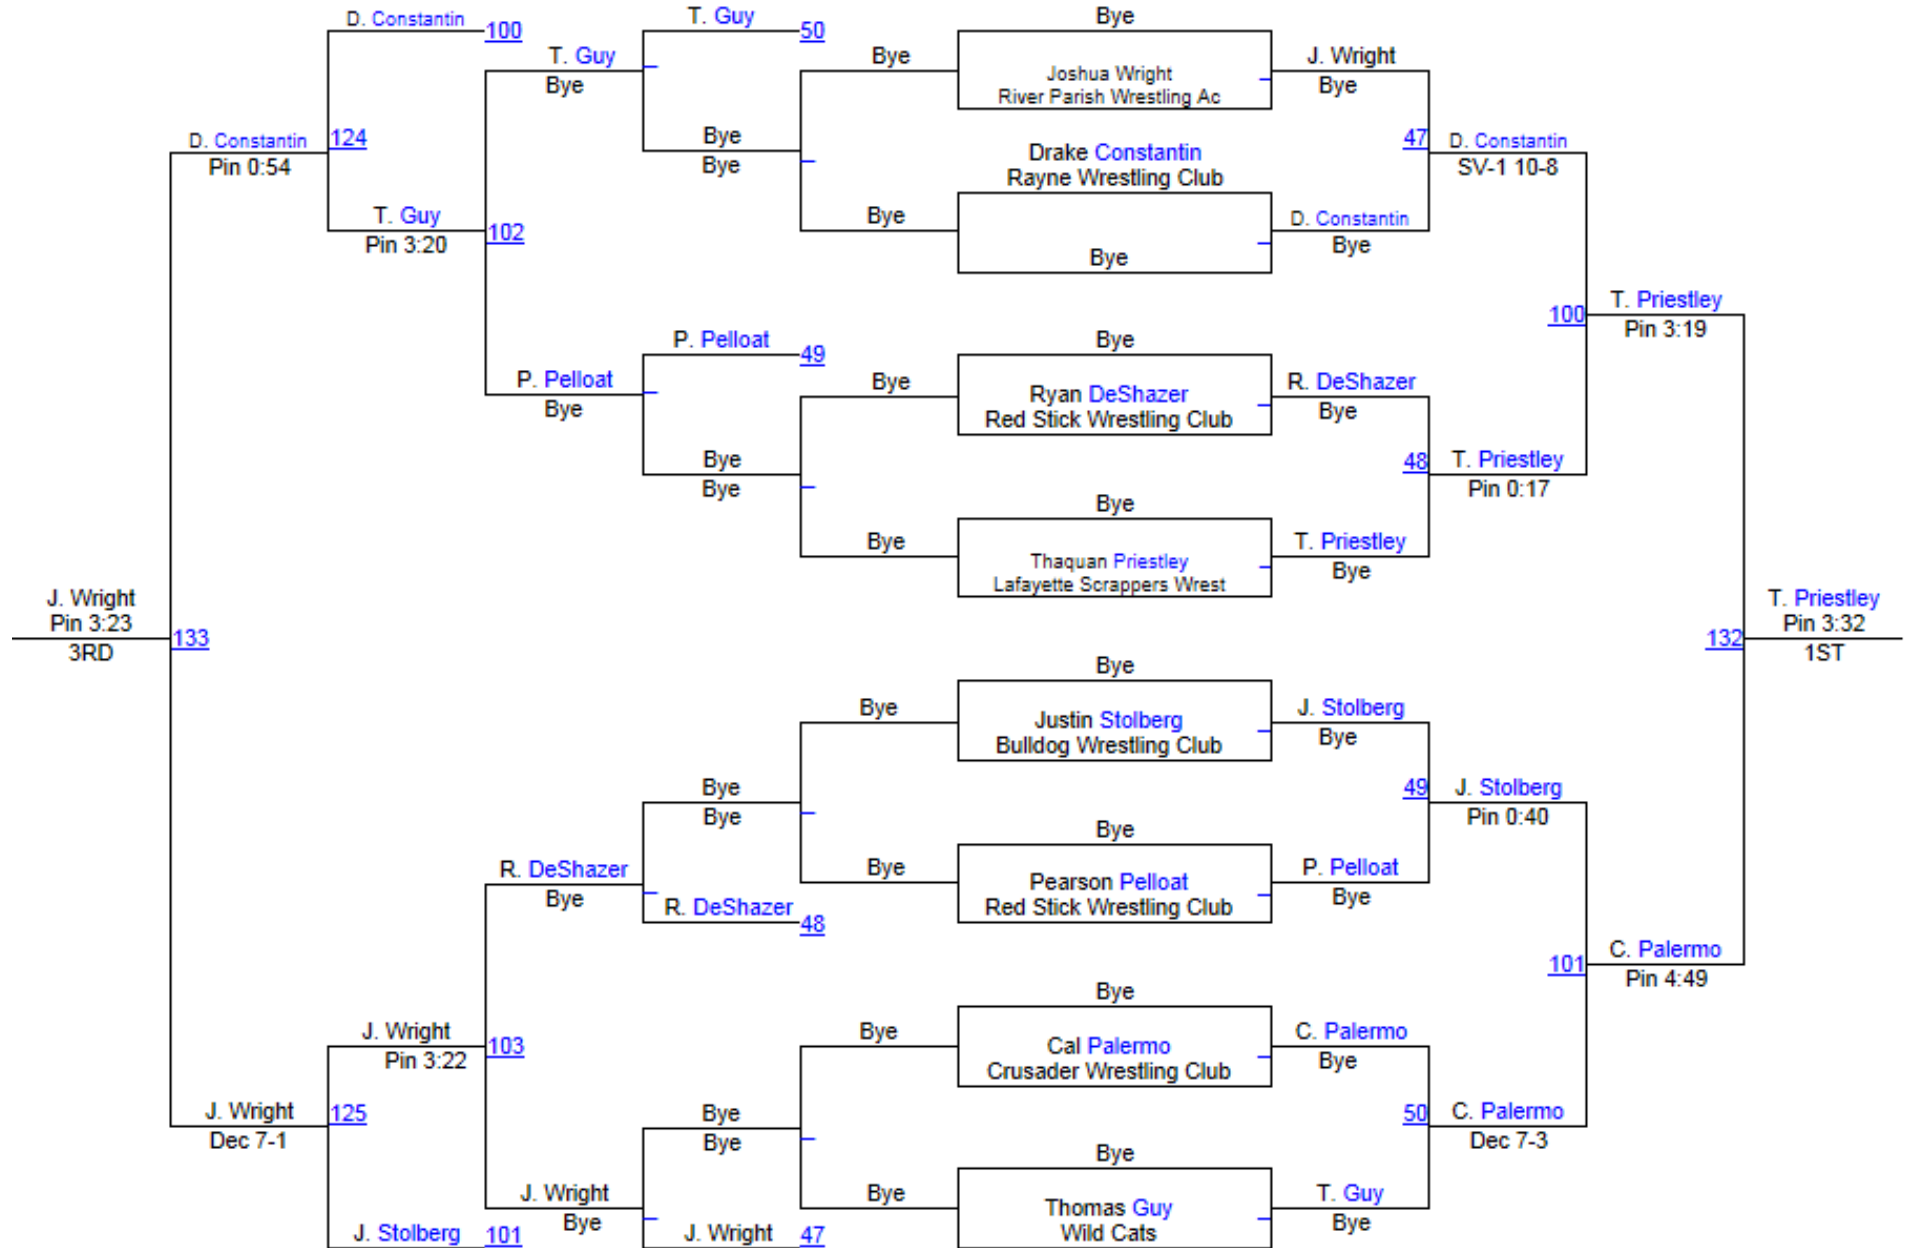 D. Constantin
100
T. Guy
Bye
T. Guy
50
Bye
Bye
Joshua Wright
River Parish Wrestling Ac
J. Wright
Bye
D. Constantin
Pin 0:54
124
Bye
Bye
Drake Constantin
Rayne Wrestling Club
47
D. Constantin
SV-1 10-8
T. Guy
Pin 3:20
102
Bye
Bye
D. Constantin
Bye
P. Pelloat
Bye
P. Pelloat
49
Bye
Bye
Ryan DeShazer
Red Stick Wrestling Club
R. DeShazer
Bye
100
T. Priestley
Pin 3:19
Bye
Bye
48
T. Priestley
Pin 0:17
Bye
Bye
Thaquan Priestley
Lafayette Scrappers Wrest
T. Priestley
Bye
J. Wright
Pin 3:23
3RD
133
132
T. Priestley
Pin 3:32
1ST
Bye
Bye
Justin Stolberg
Bulldog Wrestling Club
J. Stolberg
Bye
Bye
Bye
49
J. Stolberg
Pin 0:40
R. DeShazer
Bye
R. DeShazer
48
Bye
Bye
Pearson Pelloat
Red Stick Wrestling Club
P. Pelloat
Bye
101
C. Palermo
Pin 4:49
J. Wright
Pin 3:22
103
Bye
Bye
Cal Palermo
Crusader Wrestling Club
C. Palermo
Bye
J. Wright
Dec 7-1
125
Bye
Bye
50
C. Palermo
Dec 7-3
J. Stolberg
101
J. Wright
Bye
J. Wright
47
Bye
Bye
Thomas Guy
Wild Cats
T. Guy
Bye